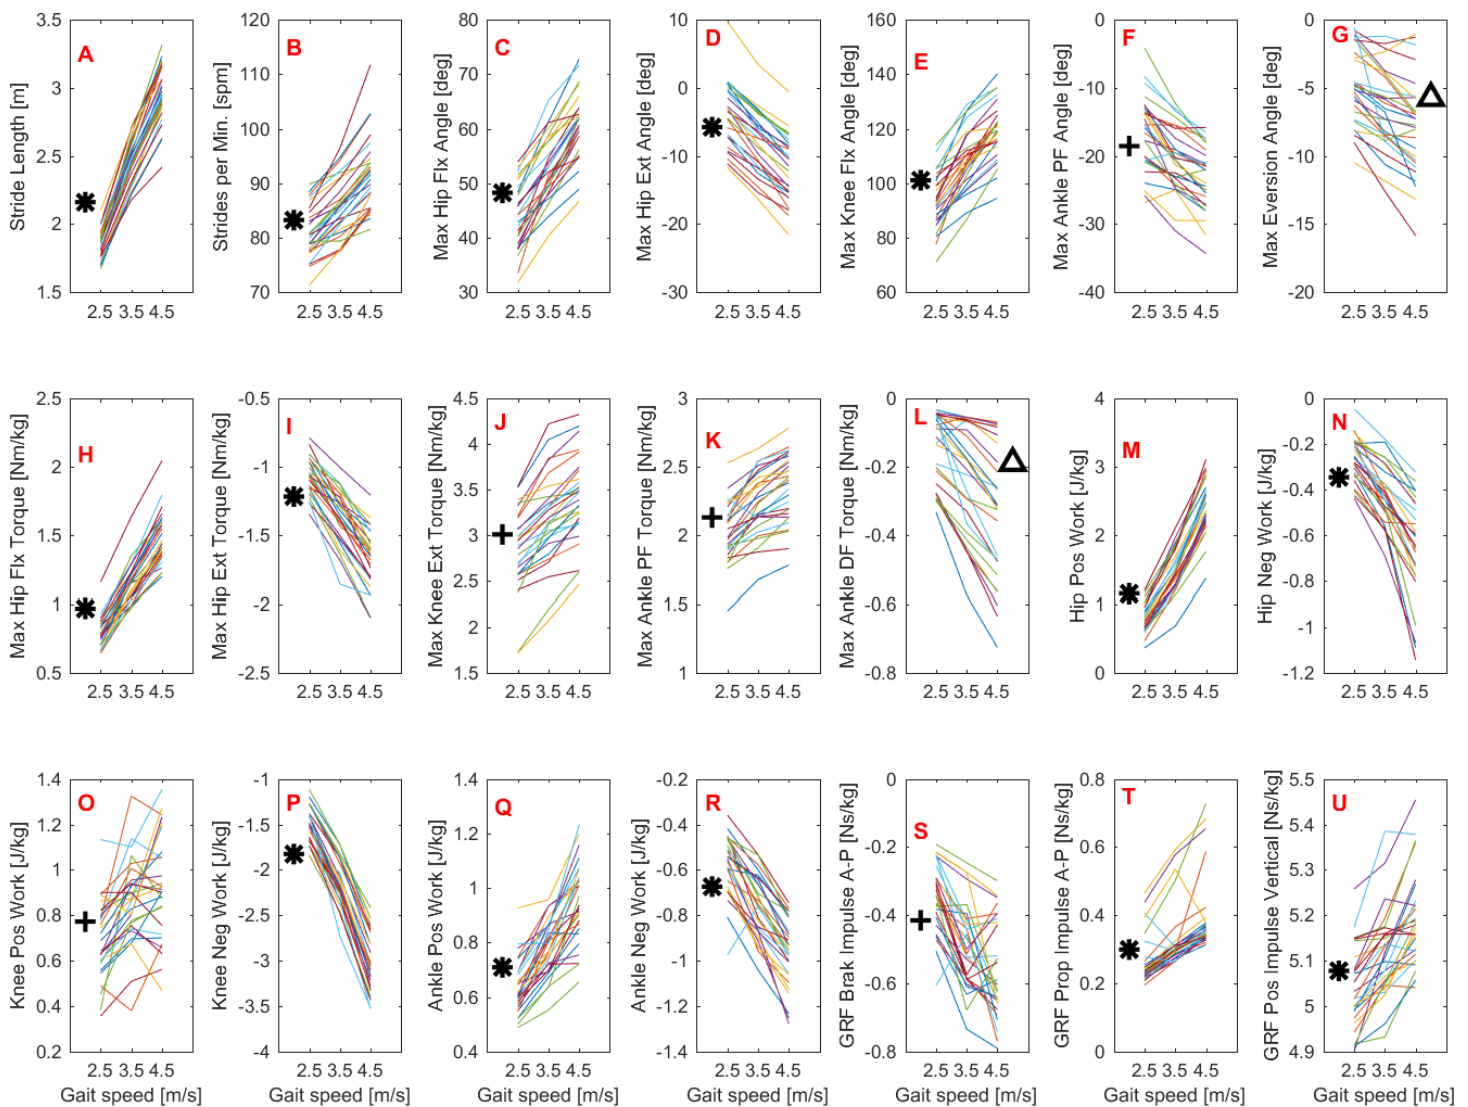 A
B
C
D
E
F
G
Stride Length [m]
3.5
3
2.5
2
1.5
2.5 3.5 4.5
Strides per Min. [spm]
120
110
100
90
80
70
2.5 3.5 4.5
Max Hip Flx Angle [deg]
80
70
60
50
40
30
2.5 3.5 4.5
Max Hip Ext Angle [deg]
10
0
-10
-20
-30
2.5 3.5 4.5
Max Knee Flx Angle [deg]
160
140
120
100
80
60
2.5 3.5 4.5
Max Ankle PF Angle [deg]
0
-10
-20
-30
-40
2.5 3.5 4.5
Max Eversion Angle [deg]
0
-5
-10
-15
-20
2.5 3.5 4.5
H
I
J
K
L
M
N
Max Hip Flx Torque [Nm/kg]
2.5
2
1.5
1
0.5
2.5 3.5 4.5
Max Hip Ext Torque [Nm/kg]
-0.5
-1
-1.5
-2
-2.5
2.5 3.5 4.5
Max Knee Ext Torque [Nm/kg]
4.5
4
3.5
3
2.5
2
1.5
2.5 3.5 4.5
Max Ankle PF Torque [Nm/kg]
3
2.5
2
1.5
1
2.5 3.5 4.5
Max Ankle DF Torque [Nm/kg]
0
-0.2
-0.4
-0.6
-0.8
2.5 3.5 4.5
Hip Pos Work [J/kg]
4
3
2
1
0
2.5 3.5 4.5
Hip Neg Work [J/kg]
0
-0.2
-0.4
-0.6
-0.8
-1
-1.2
2.5 3.5 4.5
O
P
Q
R
S
T
U
Knee Pos Work [J/kg]
1.4
1.2
1
0.8
0.6
0.4
0.2
2.5 3.5 4.5
Gait speed [m/s]
Knee Neg Work [J/kg]
-1
-1.5
-2
-2.5
-3
-3.5
-4
2.5 3.5 4.5
Gait speed [m/s]
Ankle Pos Work [J/kg]
1.4
1.2
1
0.8
0.6
0.4
2.5 3.5 4.5
Gait speed [m/s]
Ankle Neg Work [J/kg]
-0.2
-0.4
-0.6
-0.8
-1
-1.2
-1.4
2.5 3.5 4.5
Gait speed [m/s]
GRF Brak Impulse A-P [Ns/kg]
0
-0.2
-0.4
-0.6
-0.8
2.5 3.5 4.5
Gait speed [m/s]
GRF Prop Impulse A-P [Ns/kg]
0.8
0.6
0.4
0.2
0
2.5 3.5 4.5
Gait speed [m/s]
GRF Pos Impulse Vertical [Ns/kg]
5.5
5.4
5.3
5.2
5.1
5
4.9
2.5 3.5 4.5
Gait speed [m/s]